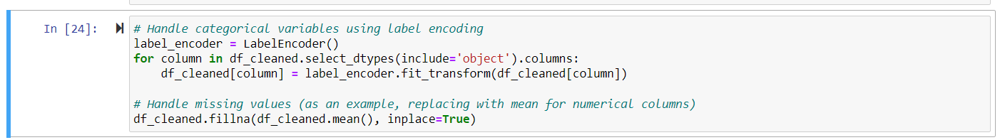 In [24]:
# Handle categorical variables using label encoding
label_encoder = LabelEncoder()
for column in df_cleaned.select_dtypes(include='object').columns:
    df_cleaned[column] = label_encoder.fit_transform(df_cleaned[column])

# Handle missing values (as an example, replacing with mean for numerical columns)
df_cleaned.fillna(df_cleaned.mean(), inplace=True)